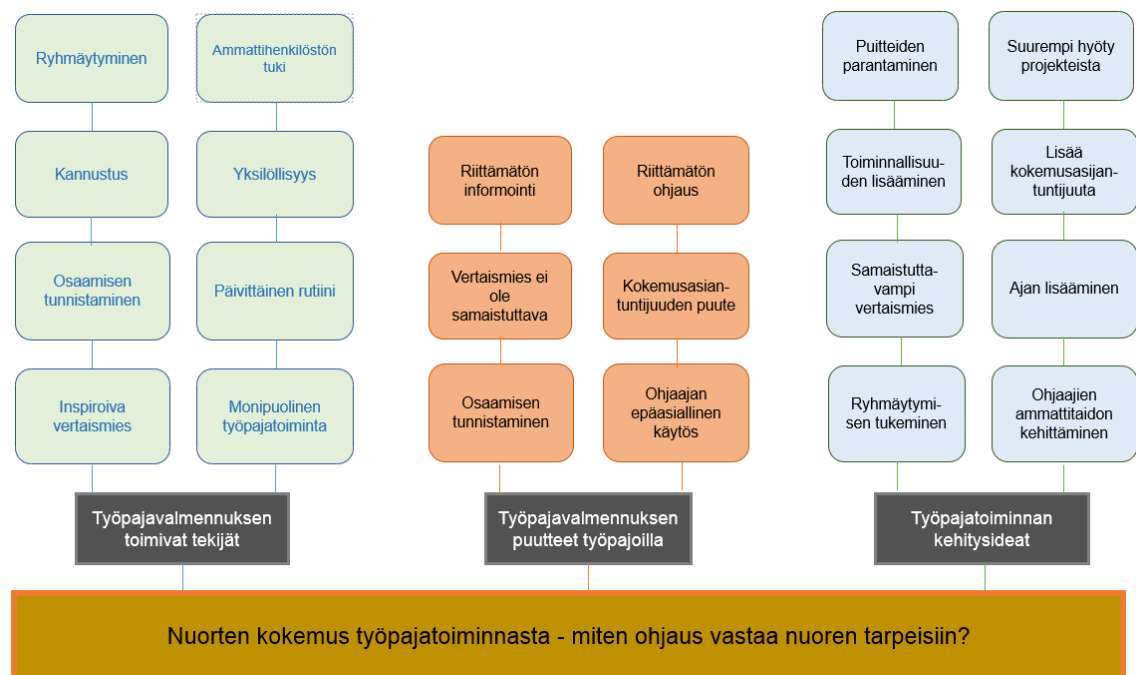 Ryhmäytyminen
Ammattihenkilöstön
tuki
Kannustus
Yksilöllisyys
Osaamisen
tunnistaminen
Päivittäinen rutiini
Inspiroiva
vertaismies
Monipuolinen
työpajatoiminta
Työpajavalmennuksen
toimivat tekijät
Riittämätön
informointi
Riittämätön
ohjaus
Vertaismies ei
ole
samaistuttava
Kokemusasian-
tuntijuuden puute
Osaamisen
tunnistaminen
Ohjaajan
epäasiallinen
käytös
Työpajavalmennuksen
puutteet työpajoilla
Puitteiden
parantaminen
Suurempi hyöty
projekteista
Toiminnallisuu-
den lisääminen
Lisää
kokemusasijan-
tuntijuuta
Samaistutta-
vampi
vertaismies
Ajan lisääminen
Ryhmäytymi-
sen tukeminen
Ohjaajien
ammattitaidon
kehittäminen
Työpajatoiminnan
kehitysideat
Nuorten kokemus työpajatoiminnasta - miten ohjaus vastaa nuoren tarpeisiin?